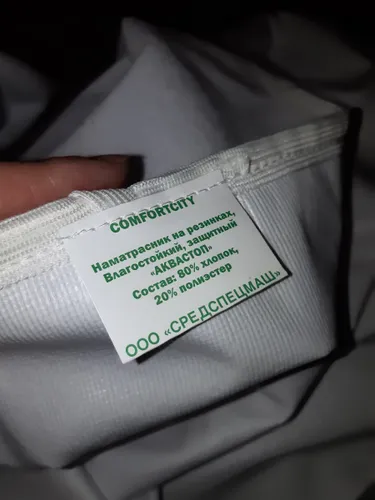 COMFORTCITY
Наматрасник на резинках,
Влагостойкий, защитный
«АКВАСТОП»
Состав: 80% хлопок,
20% полиэстер
ООО «СРЕДСПЕЦМАШ»